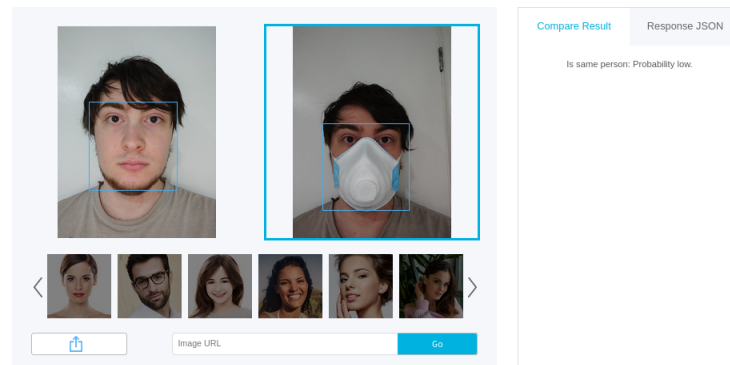 Compare Result
Response JSON
Is same person: Probability low.
Image URL
Go